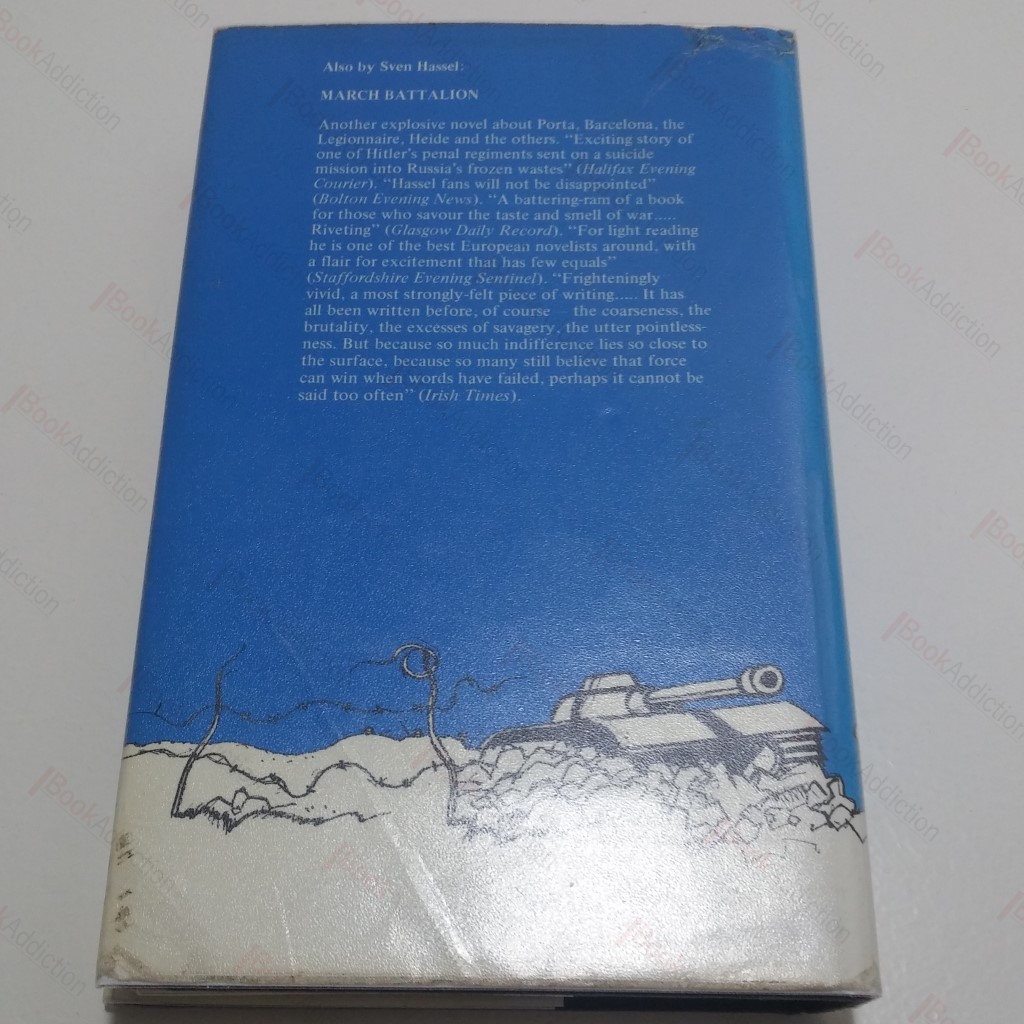 Also by Sven Hassel:
MARCH BATTALION
Another explosive novel about Porta, Barcelona, the
Legionnaire, Heide and the others. “Exciting story of
one of Hitler’s penal regiments sent on a suicide
mission into Russia’s frozen wastes” (Halifax Evening
Courier). “Hassel fans will not be disappointed”
(Bolton Evening News). “A battering-ram of a book
for those who savour the taste and smell of war.....
Riveting” (Glasgow Daily Record). “For light reading
he is one of the best European novelists around, with
a flair for excitement that has few equals”
(Staffordshire Evening Sentinel). “Frighteningly
vivid, a most strongly-felt piece of writing..... It has
all been written before, of course the coarseness, the
brutality, the excesses of savagery, the utter pointless-
ness. But because so much indifference lies so close to
the surface, because so many still believe that force
can win when words have failed, perhaps it cannot be
said too often” (Irish Times).
BookAddiction